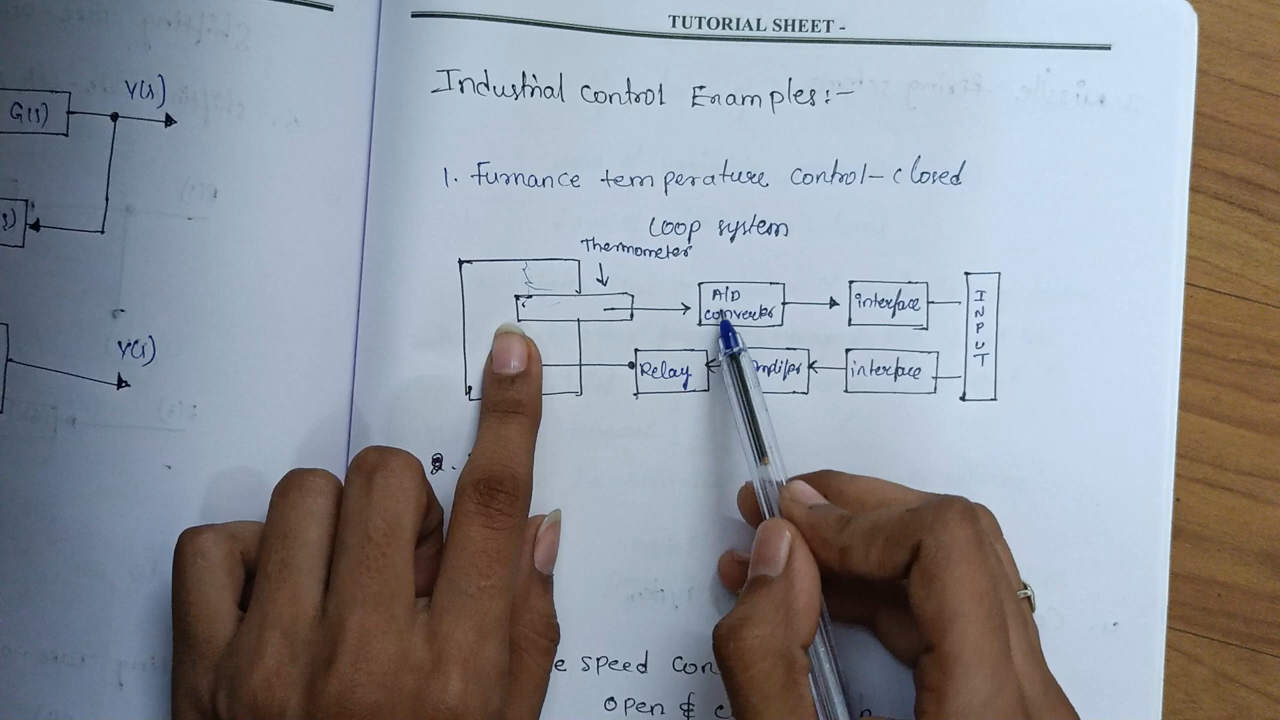 TUTORIAL SHEET -
Industrial Control Examples:-
1. Furnance temperature control-closed
Loop system
Thermometer
A/D
converter
interface
INPUT
Relay
interface
e speed con
open &
G(s)
Y(s)
Y(s)